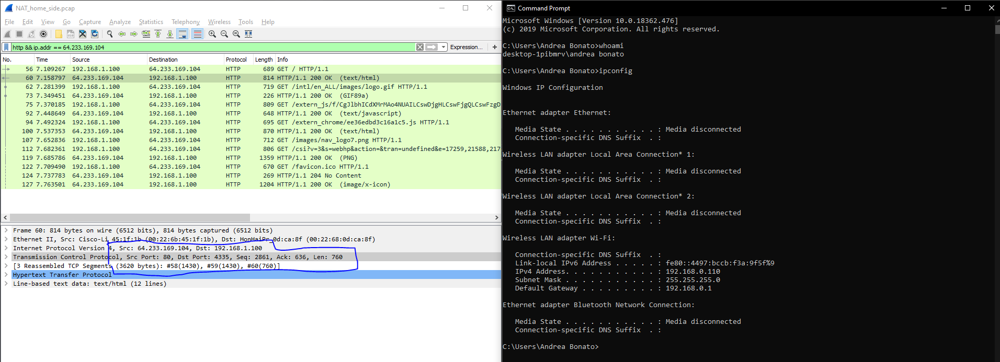 NAT_home_side.pcap
File Edit View Go Capture Analyze Statistics Telephony Wireless Tools Help
http && ip.addr == 64.233.169.104 Expression... +
No. Time Source Destination Protocol Length Info
56 7.109267 192.168.1.100 64.233.169.104 HTTP 689 GET / HTTP/1.1
60 7.158797 64.233.169.104 192.168.1.100 HTTP 814 HTTP/1.1 200 OK (text/html)
62 7.281399 192.168.1.100 64.233.169.104 HTTP 719 GET /intl/en_ALL/images/logo.gif HTTP/1.1
73 7.349451 64.233.169.104 192.168.1.100 HTTP 226 HTTP/1.1 200 OK (GIF89a)
75 7.370185 192.168.1.100 64.233.169.104 HTTP 809 GET /extern_js/f/CgJlbhICdXMrMAo4NUAILCswDjgHLCswFjgQLCswFzgD
92 7.448649 64.233.169.104 192.168.1.100 HTTP 648 HTTP/1.1 200 OK (text/javascript)
94 7.492324 192.168.1.100 64.233.169.104 HTTP 695 GET /extern_chrome/ee36edbd3c16a1c5.js HTTP/1.1
100 7.537353 64.233.169.104 192.168.1.100 HTTP 870 HTTP/1.1 200 OK (text/html)
107 7.652836 192.168.1.100 64.233.169.104 HTTP 712 GET /images/nav_logo7.png HTTP/1.1
112 7.682361 192.168.1.100 64.233.169.104 HTTP 806 GET /csi?v=3&s=webhp&action=&tran=undefined&e=17259,21588,217
119 7.685786 64.233.169.104 192.168.1.100 HTTP 1359 HTTP/1.1 200 OK (PNG)
122 7.709490 192.168.1.100 64.233.169.104 HTTP 670 GET /favicon.ico HTTP/1.1
124 7.737783 64.233.169.104 192.168.1.100 HTTP 269 HTTP/1.1 204 No Content
127 7.763501 64.233.169.104 192.168.1.100 HTTP 1204 HTTP/1.1 200 OK (image/x-icon)
Frame 60: 814 bytes on wire (6512 bits), 814 bytes captured (6512 bits)
Ethernet II, Src: Cisco-Li_45:1f:1b (00:22:6b:45:1f:1b), Dst: HonHaiPr_0d:ca:8f (00:22:68:0d:ca:8f)
Internet Protocol Version 4, Src: 64.233.169.104, Dst: 192.168.1.100
Transmission Control Protocol, Src Port: 80, Dst Port: 4335, Seq: 2861, Ack: 636, Len: 760
[3 Reassembled TCP Segments (3620 bytes): #58(1430), #59(1430), #60(760)]
Hypertext Transfer Protocol
Line-based text data: text/html (12 lines)
Command Prompt
Microsoft Windows [Version 10.0.18362.476]
(c) 2019 Microsoft Corporation. All rights reserved.
C:\Users\Andrea Bonato>whoami
desktop-1pibmrv\andrea bonato
C:\Users\Andrea Bonato>ipconfig
Windows IP Configuration
Ethernet adapter Ethernet:
Media State . . . . . . . . . . . : Media disconnected
Connection-specific DNS Suffix . :
Wireless LAN adapter Local Area Connection* 1:
Media State . . . . . . . . . . . : Media disconnected
Connection-specific DNS Suffix . :
Wireless LAN adapter Local Area Connection* 2:
Media State . . . . . . . . . . . : Media disconnected
Connection-specific DNS Suffix . :
Wireless LAN adapter Wi-Fi:
Connection-specific DNS Suffix . :
Link-local IPv6 Address . . . . . : fe80::4497:bccb:f3a:9f5f%9
IPv4 Address. . . . . . . . . . . : 192.168.0.110
Subnet Mask . . . . . . . . . . . : 255.255.255.0
Default Gateway . . . . . . . . . : 192.168.0.1
Ethernet adapter Bluetooth Network Connection:
Media State . . . . . . . . . . . : Media disconnected
Connection-specific DNS Suffix . :
C:\Users\Andrea Bonato>